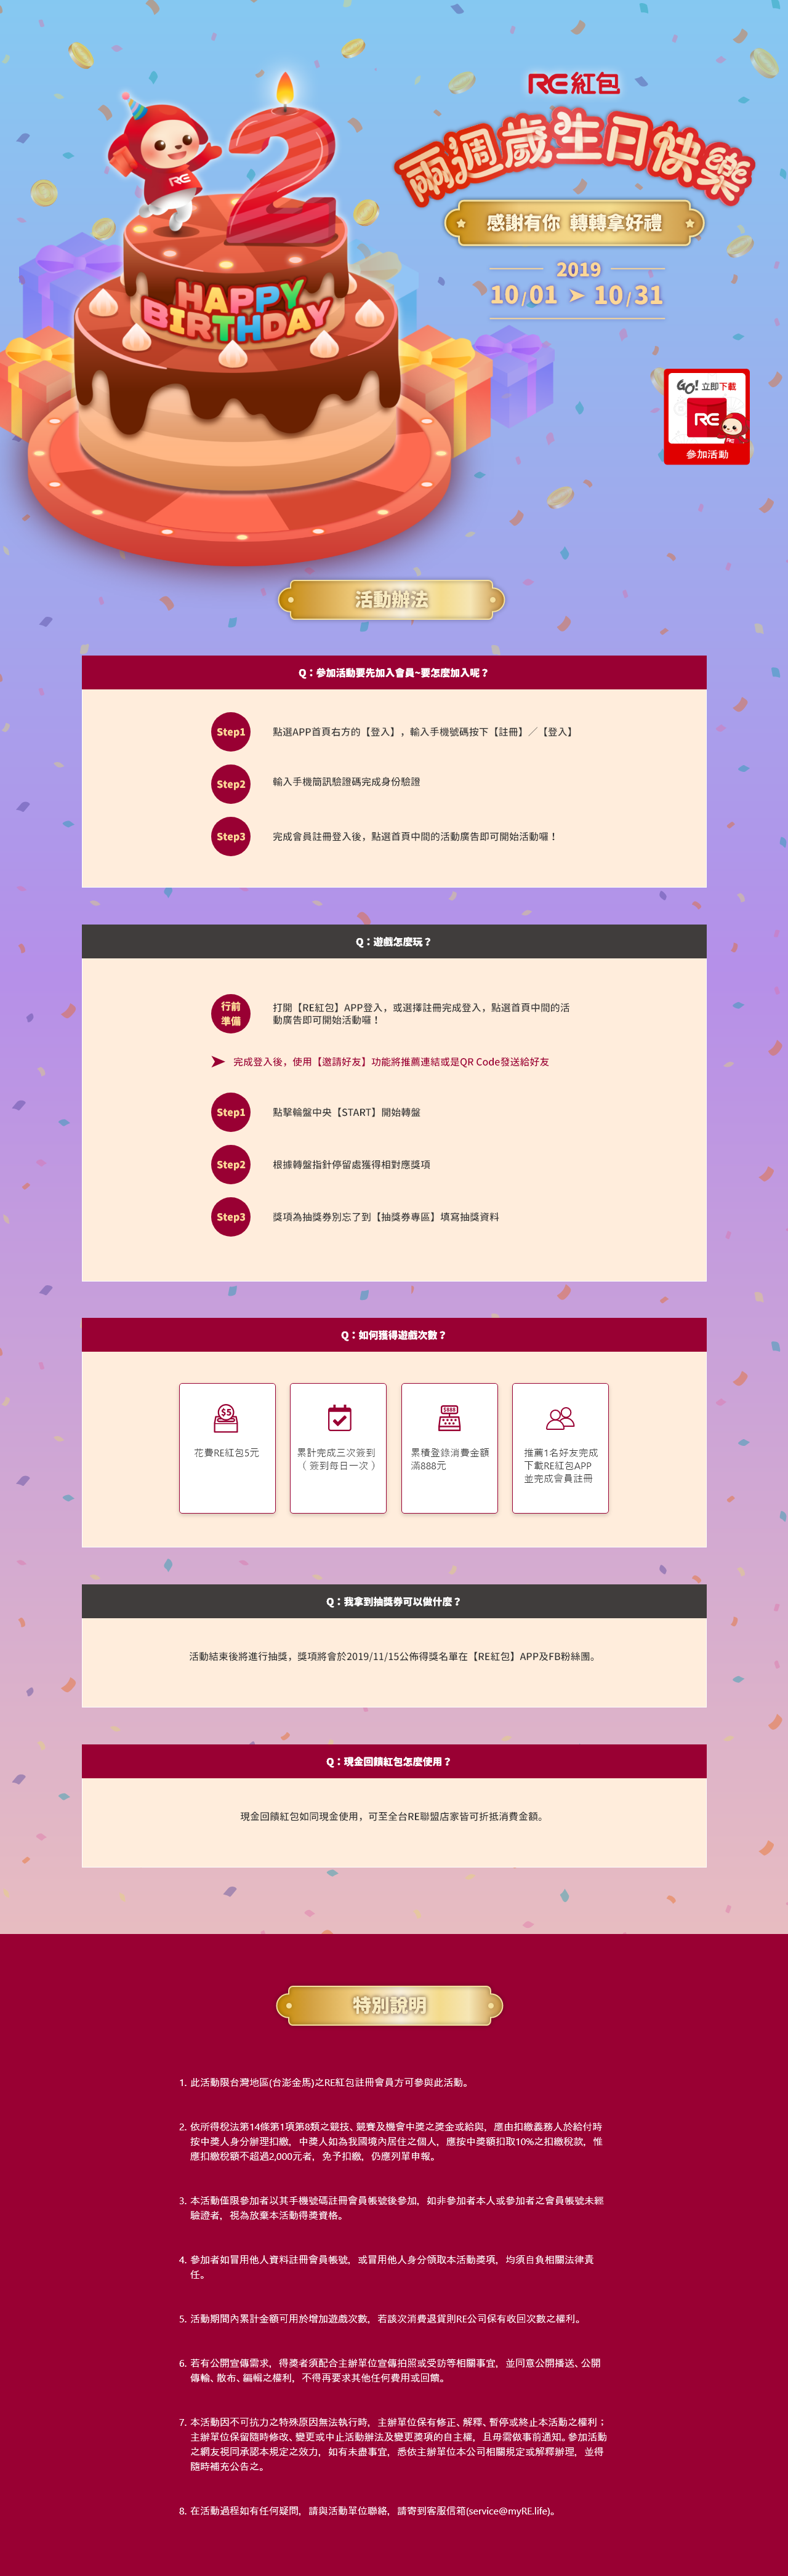 RE紅包
兩週歲生日快樂
感謝有你 轉轉拿好禮
2019
10/01 ➤ 10/31
2
RE
HAPPY
BIRTHDAY
GO! 立即下載
RE
參加活動
活動辦法
Q：參加活動要先加入會員~要怎麼加入呢？
Step1 點選APP首頁右方的【登入】，輸入手機號碼按下【註冊】／【登入】
Step2 輸入手機簡訊驗證碼完成身份驗證
Step3 完成會員註冊登入後，點選首頁中間的活動廣告即可開始活動囉！
Q：遊戲怎麼玩？
行前
準備
打開【RE紅包】APP登入，或選擇註冊完成登入，點選首頁中間的活
動廣告即可開始活動囉！
➤ 完成登入後，使用【邀請好友】功能將推薦連結或是QR Code發送給好友
Step1 點擊輪盤中央【START】開始轉盤
Step2 根據轉盤指針停留處獲得相對應獎項
Step3 獎項為抽獎券別忘了到【抽獎券專區】填寫抽獎資料
Q：如何獲得遊戲次數？
$5
花費RE紅包5元
累計完成三次簽到
（簽到每日一次）
$888
累積登錄消費金額
滿888元
推薦1名好友完成
下載RE紅包APP
並完成會員註冊
Q：我拿到抽獎券可以做什麼？
活動結束後將進行抽獎，獎項將會於2019/11/15公佈得獎名單在【RE紅包】APP及FB粉絲團。
Q：現金回饋紅包怎麼使用？
現金回饋紅包如同現金使用，可至全台RE聯盟店家皆可折抵消費金額。
特別說明
1. 此活動限台灣地區(台澎金馬)之RE紅包註冊會員方可參與此活動。
2. 依所得稅法第14條第1項第8類之競技、競賽及機會中獎之獎金或給與，應由扣繳義務人於給付時
按中獎人身分辦理扣繳，中獎人如為我國境內居住之個人，應按中獎額扣取10%之扣繳稅款，惟
應扣繳稅額不超過2,000元者，免予扣繳，仍應列單申報。
3. 本活動僅限參加者以其手機號碼註冊會員帳號後參加，如非參加者本人或參加者之會員帳號未經
驗證者，視為放棄本活動得獎資格。
4. 參加者如冒用他人資料註冊會員帳號，或冒用他人身分領取本活動獎項，均須自負相關法律責
任。
5. 活動期間內累計金額可用於增加遊戲次數，若該次消費退貨則RE公司保有收回次數之權利。
6. 若有公開宣傳需求，得獎者須配合主辦單位宣傳拍照或受訪等相關事宜，並同意公開播送、公開
傳輸、散布、編輯之權利，不得再要求其他任何費用或回饋。
7. 本活動因不可抗力之特殊原因無法執行時，主辦單位保有修正、解釋、暫停或終止本活動之權利；
主辦單位保留隨時修改、變更或中止活動辦法及變更獎項的自主權，且毋需做事前通知。參加活動
之網友視同承認本規定之效力，如有未盡事宜，悉依主辦單位本公司相關規定或解釋辦理，並得
隨時補充公告之。
8. 在活動過程如有任何疑問，請與活動單位聯絡，請寄到客服信箱(service@myRE.life)。